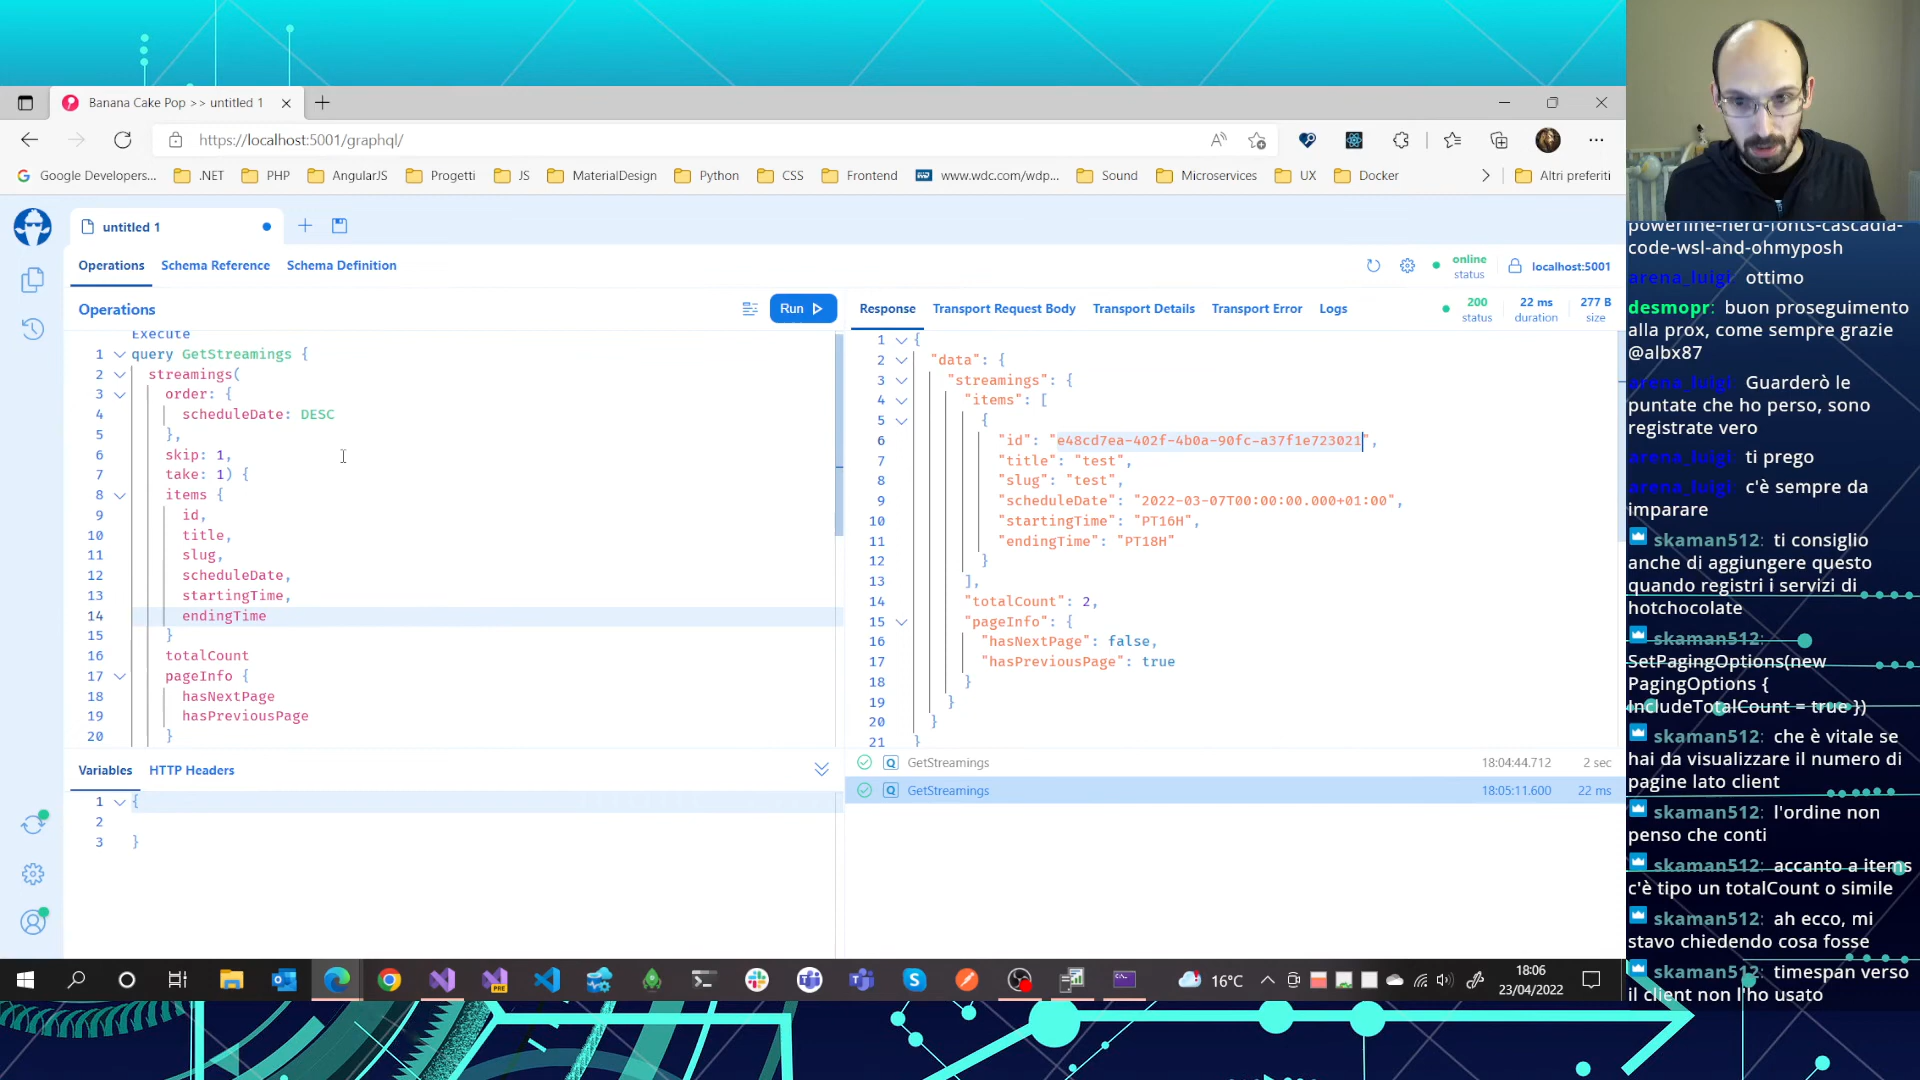 Banana Cake Pop >> untitled 1
https://localhost:5001/graphql/
Google Developers...
.NET
PHP
AngularJS
Progetti
JS
MaterialDesign
Python
CSS
Frontend
www.wdc.com/wdp...
Sound
Microservices
UX
Docker
Altri preferiti
untitled 1
Operations
Schema Reference
Schema Definition
online
status
localhost:5001
Operations
Run
Response
Transport Request Body
Transport Details
Transport Error
Logs
200
status
22 ms
duration
277 B
size
Execute
1 query GetStreamings {
2 streamings(
3 order: {
4 scheduleDate: DESC
5 },
6 skip: 1,
7 take: 1) {
8 items {
9 id,
10 title,
11 slug,
12 scheduleDate,
13 startingTime,
14 endingTime
15 }
16 totalCount
17 pageInfo {
18 hasNextPage
19 hasPreviousPage
20 }
1 {
2 "data": {
3 "streamings": {
4 "items": [
5 {
6 "id": "e48cd7ea-402f-4b0a-90fc-a37f1e723021",
7 "title": "test",
8 "slug": "test",
9 "scheduleDate": "2022-03-07T00:00:00.000+01:00",
10 "startingTime": "PT16H",
11 "endingTime": "PT18H"
12 }
13 ],
14 "totalCount": 2,
15 "pageInfo": {
16 "hasNextPage": false,
17 "hasPreviousPage": true
18 }
19 }
20 }
21 }
Variables
HTTP Headers
1 {
2
3 }
Q GetStreamings 18:04:44.712 2 sec
Q GetStreamings 18:05:11.600 22 ms
powerline-nerd-fonts-cascadia-
code-wsl-and-ohmyposh
arena_luigi: ottimo
desmopr: buon proseguimento
alla prox, come sempre grazie
@albx87
arena_luigi: Guarderò le
puntate che ho perso, sono
registrate vero
arena_luigi: ti prego
arena_luigi: c'è sempre da
imparare
skaman512: ti consiglio
anche di aggiungere questo
quando registri i servizi di
hotchocolate
skaman512:
SetPagingOptions(new
PagingOptions {
IncludeTotalCount = true })
skaman512: che è vitale se
hai da visualizzare il numero di
pagine lato client
skaman512: l'ordine non
penso che conti
skaman512: accanto a items
c'è tipo un totalCount o simile
skaman512: ah ecco, mi
stavo chiedendo cosa fosse
skaman512: timespan verso
il client non l'ho usato
PRE
16°C
18:06
23/04/2022